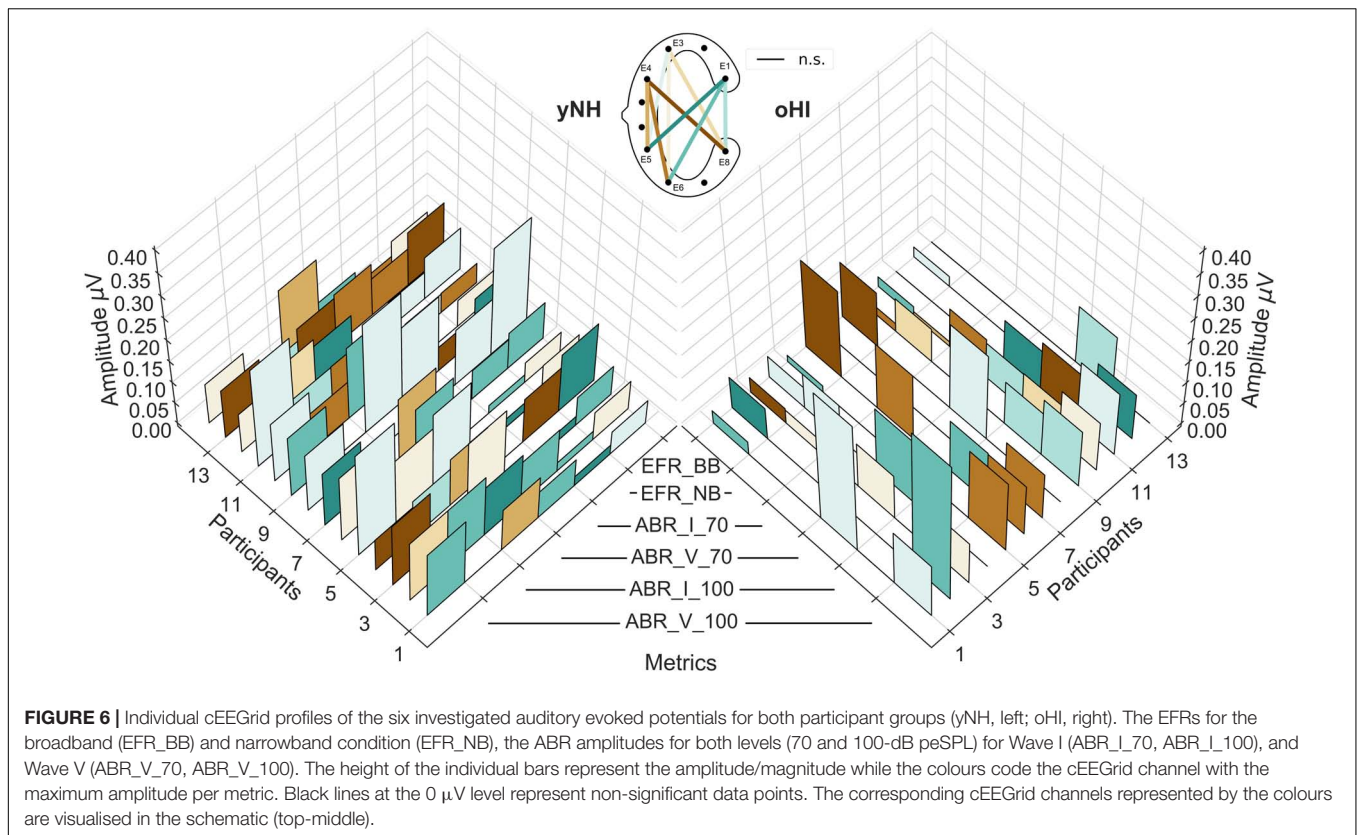 E3
n.s.
E4
E1
yNH
oHI
E5
E8
E6
0.40
0.35
0.30
0.25
0.20
0.15
0.10
0.05
0.00
Amplitude μV
13
11
9
7
5
3
1
Participants
0.40
0.35
0.30
0.25
0.20
0.15
0.10
0.05
0.00
Amplitude μV
13
11
9
7
5
3
1
Participants
EFR_BB
EFR_NB
ABR_I_70
ABR_V_70
ABR_I_100
ABR_V_100
Metrics
FIGURE 6 | Individual cEEGrid profiles of the six investigated auditory evoked potentials for both participant groups (yNH, left; oHI, right). The EFRs for the
broadband (EFR_BB) and narrowband condition (EFR_NB), the ABR amplitudes for both levels (70 and 100-dB peSPL) for Wave I (ABR_I_70, ABR_I_100), and
Wave V (ABR_V_70, ABR_V_100). The height of the individual bars represent the amplitude/magnitude while the colours code the cEEGrid channel with the
maximum amplitude per metric. Black lines at the 0 μV level represent non-significant data points. The corresponding cEEGrid channels represented by the colours
are visualised in the schematic (top-middle).